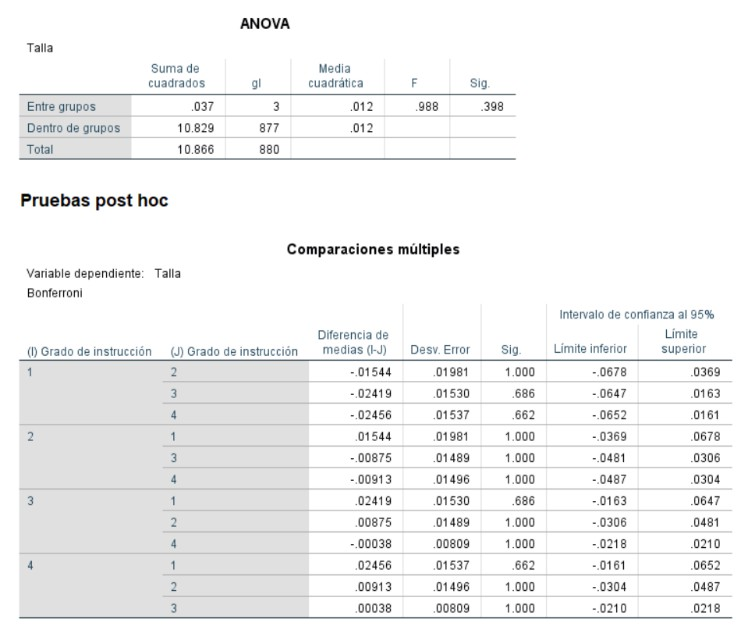 ANOVA
Talla
Suma de cuadrados gl Media cuadrática F Sig.
Entre grupos .037 3 .012 .988 .398
Dentro de grupos 10.829 877 .012
Total 10.866 880
Pruebas post hoc
Comparaciones múltiples
Variable dependiente: Talla
Bonferroni
Intervalo de confianza al 95%
(I) Grado de instrucción (J) Grado de instrucción Diferencia de medias (I-J) Desv. Error Sig. Límite inferior Límite superior
1 2 -.01544 .01981 1.000 -.0678 .0369
3 -.02419 .01530 .686 -.0647 .0163
4 -.02456 .01537 .662 -.0652 .0161
2 1 .01544 .01981 1.000 -.0369 .0678
3 -.00875 .01489 1.000 -.0481 .0306
4 -.00913 .01496 1.000 -.0487 .0304
3 1 .02419 .01530 .686 -.0163 .0647
2 .00875 .01489 1.000 -.0306 .0481
4 -.00038 .00809 1.000 -.0218 .0210
4 1 .02456 .01537 .662 -.0161 .0652
2 .00913 .01496 1.000 -.0304 .0487
3 .00038 .00809 1.000 -.0210 .0218